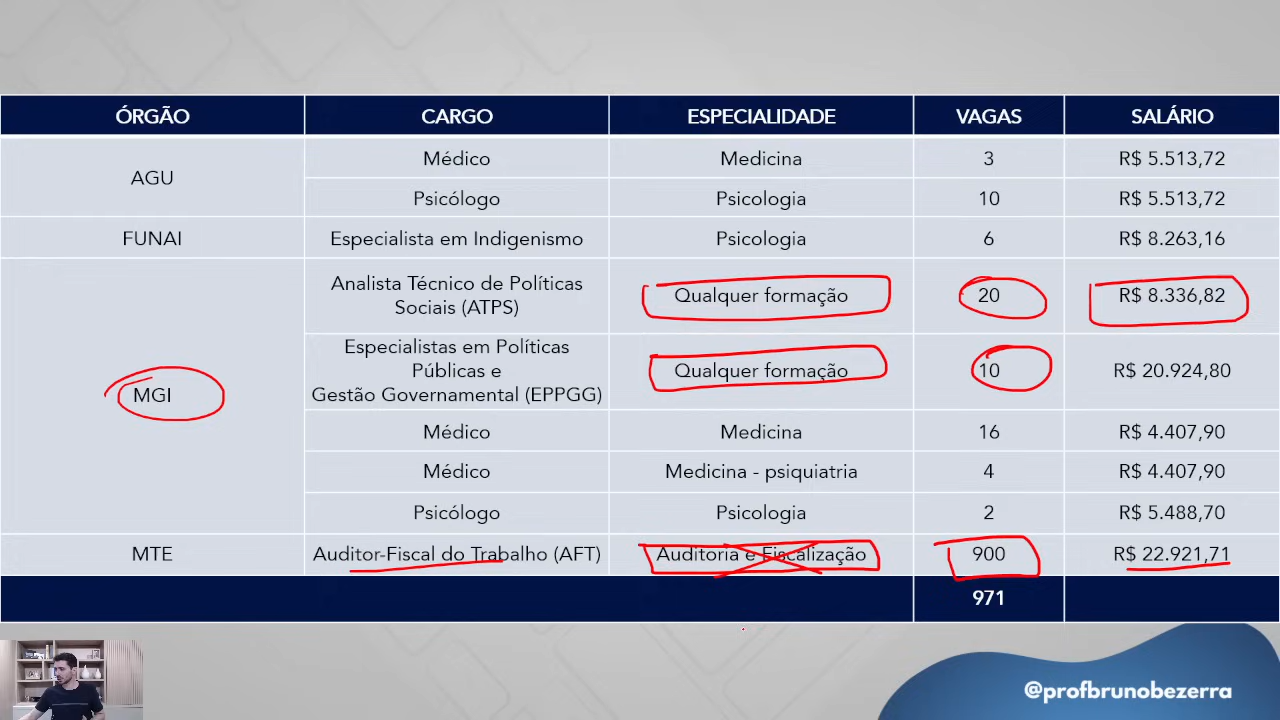 ÓRGÃO CARGO ESPECIALIDADE VAGAS SALÁRIO
AGU Médico Medicina 3 R$ 5.513,72
Psicólogo Psicologia 10 R$ 5.513,72
FUNAI Especialista em Indigenismo Psicologia 6 R$ 8.263,16
MGI
Analista Técnico de Políticas
Sociais (ATPS) Qualquer formação 20 R$ 8.336,82
Especialistas em Políticas
Públicas e
Gestão Governamental (EPPGG) Qualquer formação 10 R$ 20.924,80
Médico Medicina 16 R$ 4.407,90
Médico Medicina - psiquiatria 4 R$ 4.407,90
Psicólogo Psicologia 2 R$ 5.488,70
MTE Auditor-Fiscal do Trabalho (AFT) Auditoria e Fiscalização 900 R$ 22.921,71
971
@profbrunobezerra